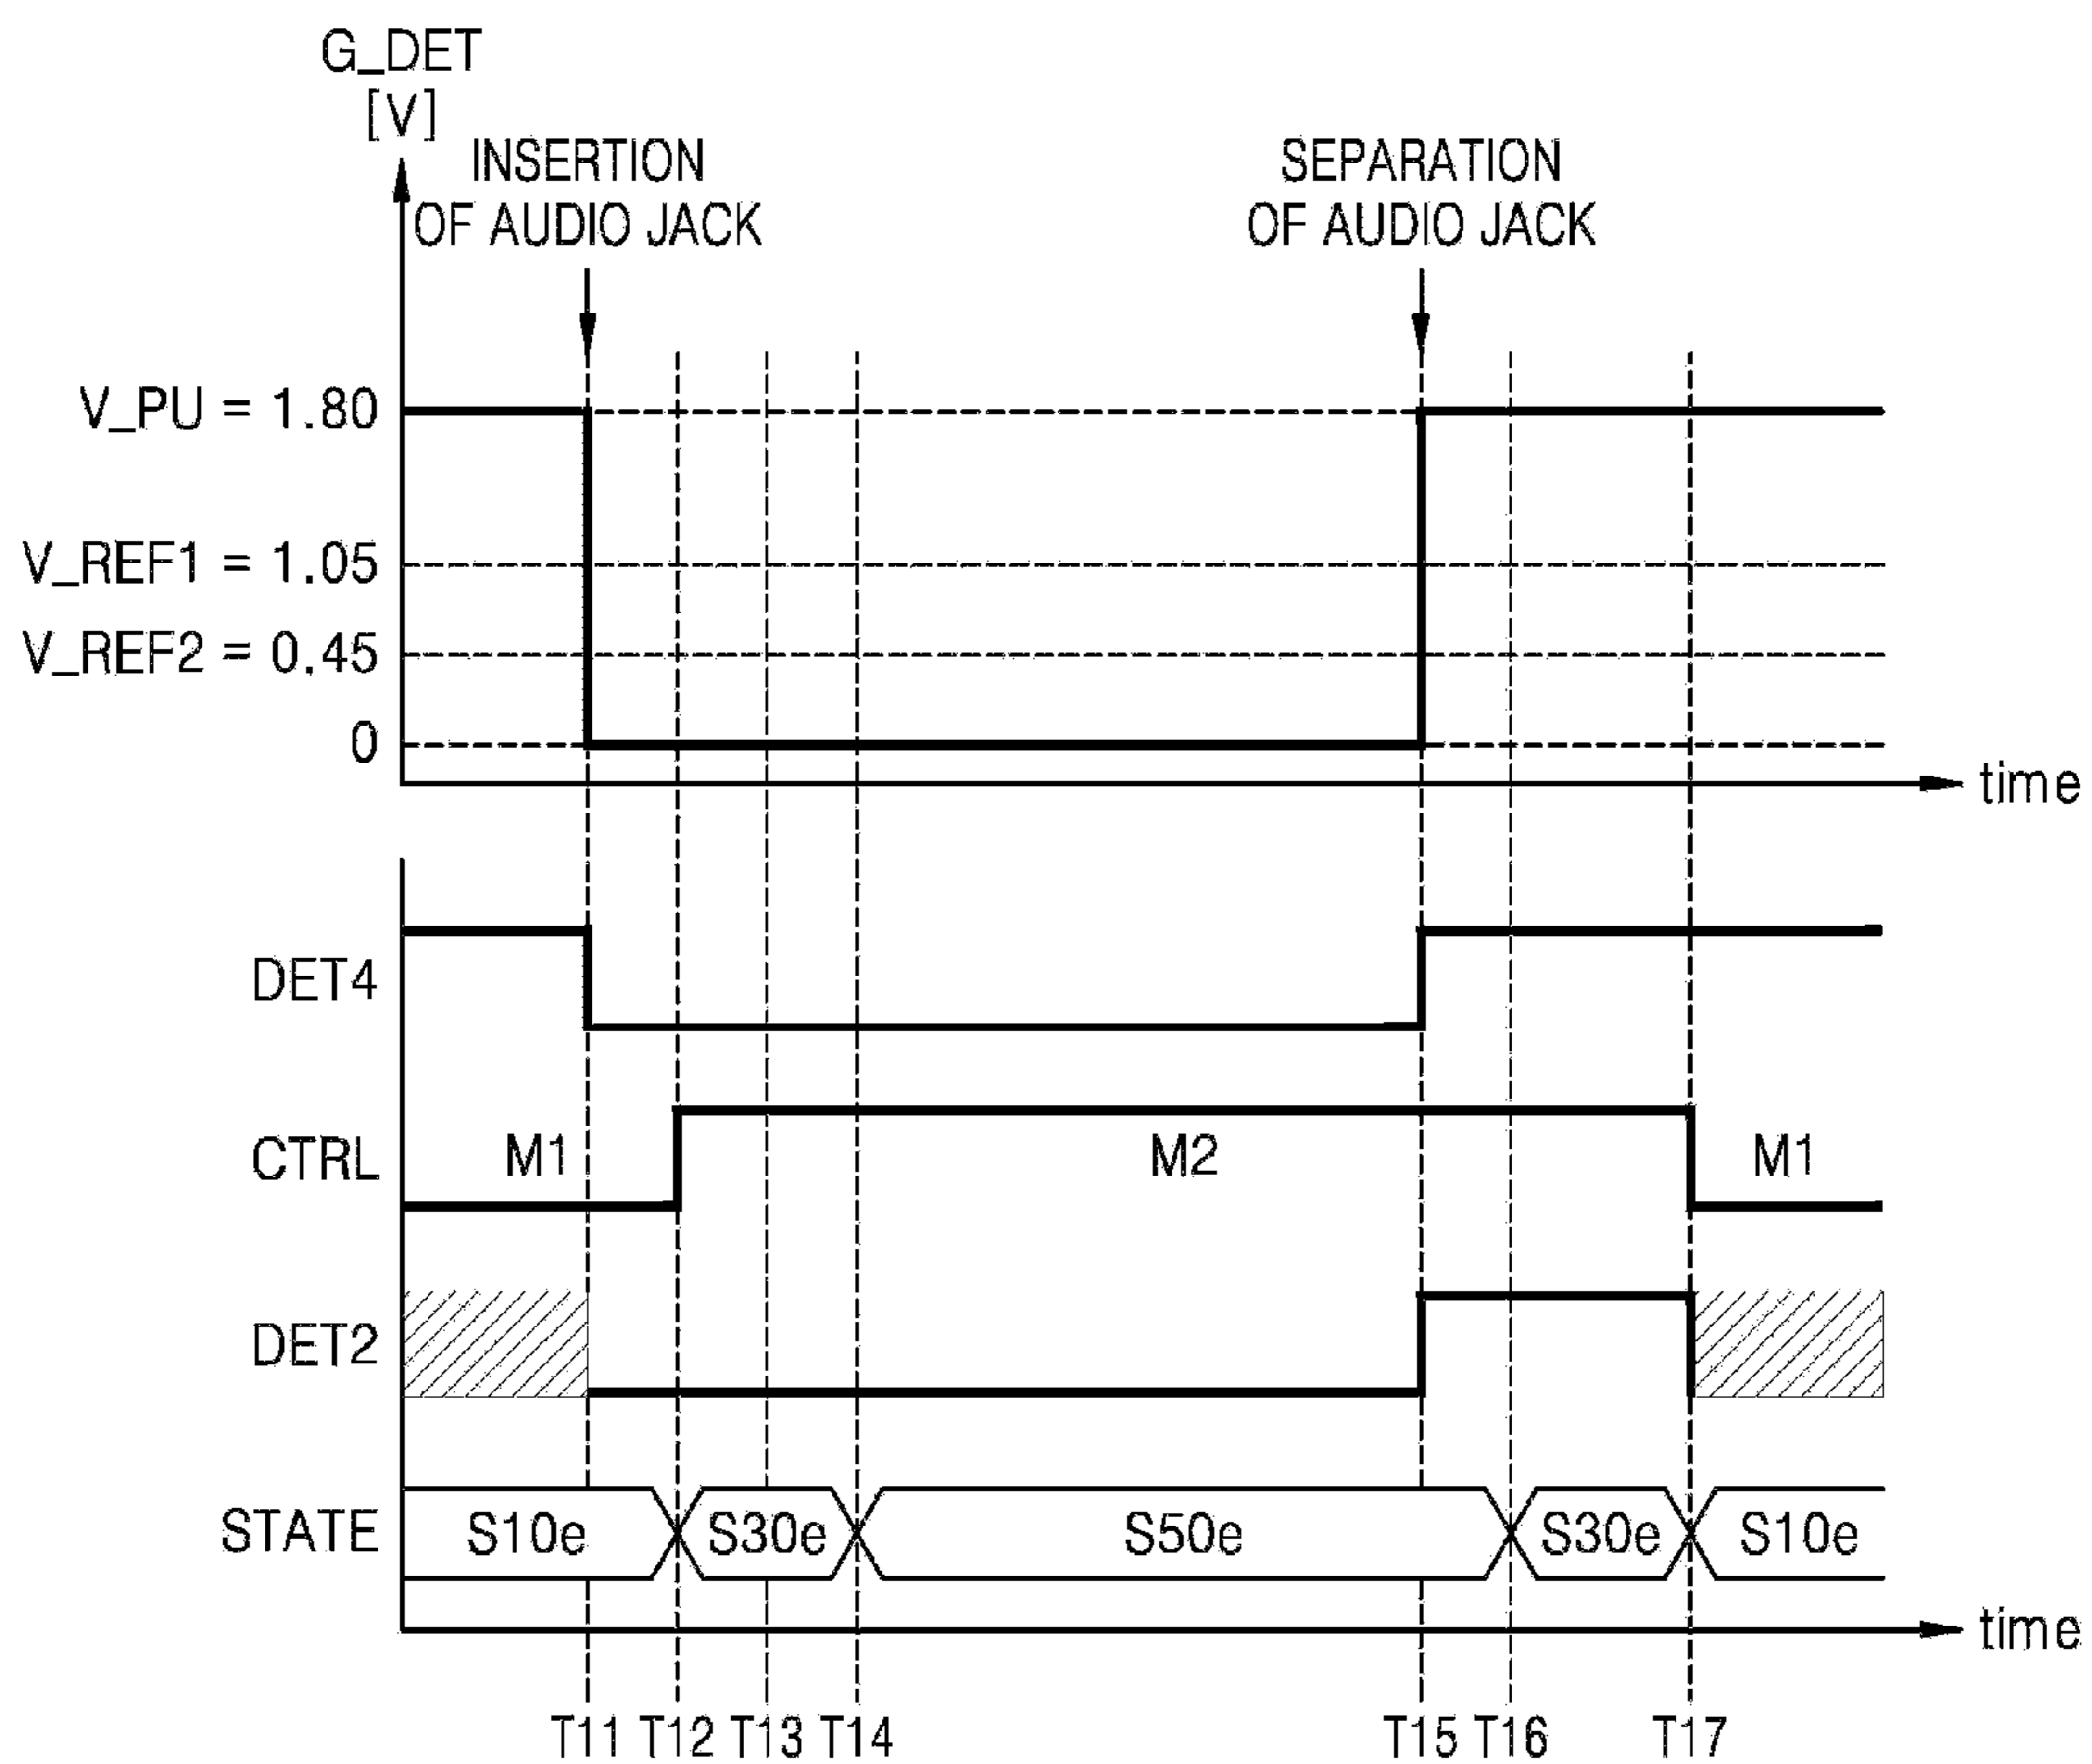 G_DET
[V]
INSERTION
OF AUDIO JACK
SEPARATION
OF AUDIO JACK
V_PU = 1.80
V_REF1 = 1.05
V_REF2 = 0.45
0
time
DET4
CTRL
M1
M2
M1
DET2
STATE
S10e
S30e
S50e
S30e
S10e
time
T11 T12 T13 T14 T15 T16 T17